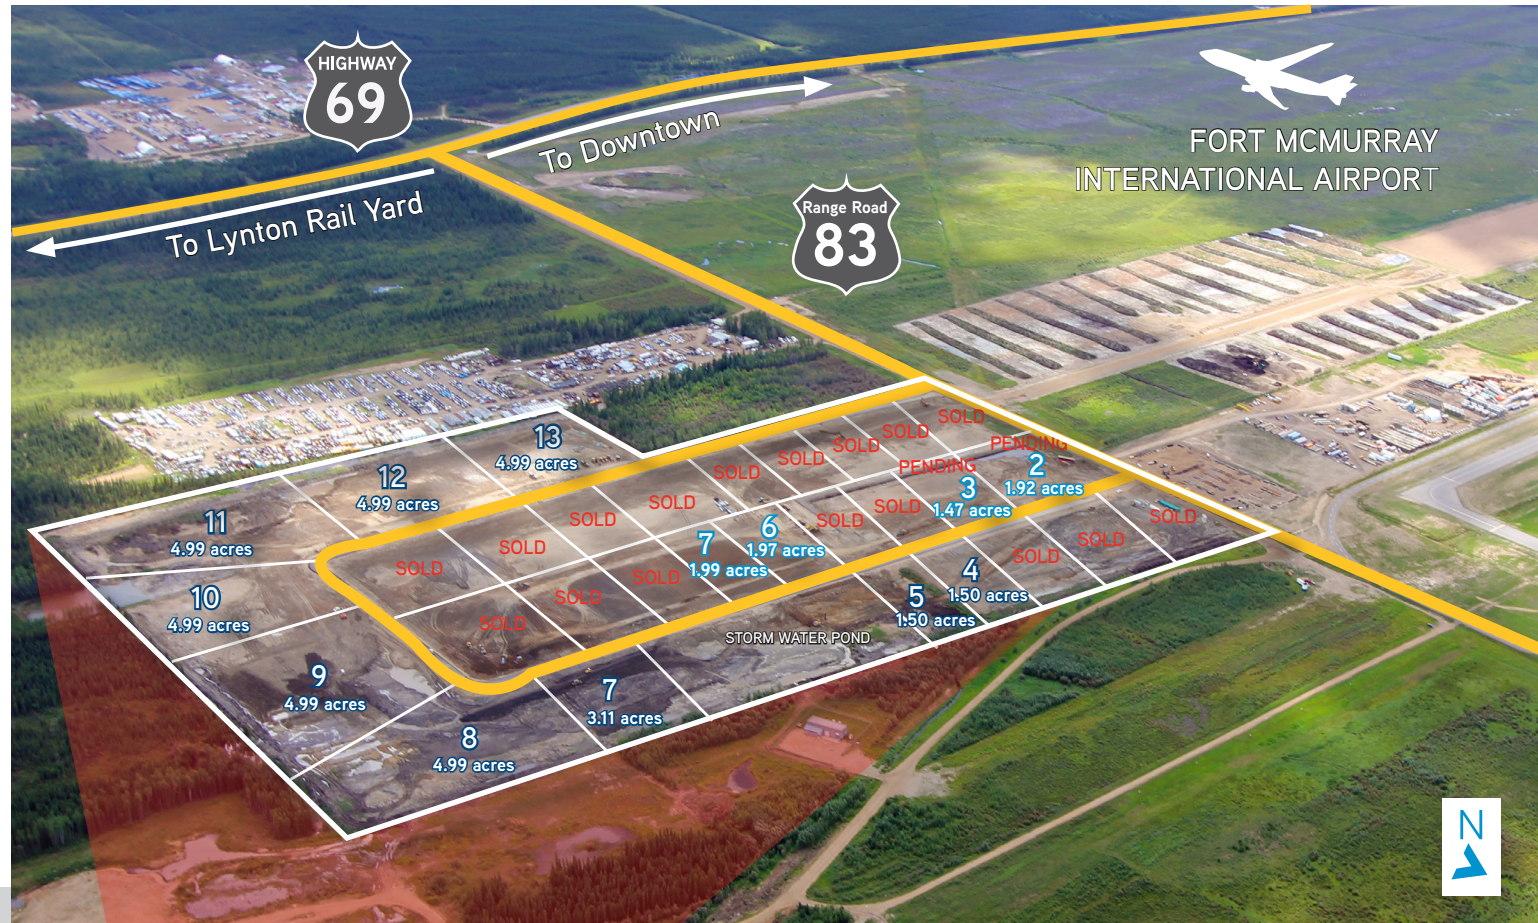 HIGHWAY
69
To Downtown
To Lynton Rail Yard
FORT MCMURRAY
INTERNATIONAL AIRPORT
Range Road
83
13
4.99 acres
12
4.99 acres
11
4.99 acres
10
4.99 acres
9
4.99 acres
8
4.99 acres
7
3.11 acres
STORM WATER POND
5
1.50 acres
4
1.50 acres
SOLD
SOLD
SOLD
SOLD
SOLD
SOLD
SOLD
SOLD
SOLD
SOLD
SOLD
SOLD
PENDING
2
1.92 acres
PENDING
3
1.47 acres
SOLD
SOLD
6
1.97 acres
7
1.99 acres
SOLD
SOLD
SOLD
N